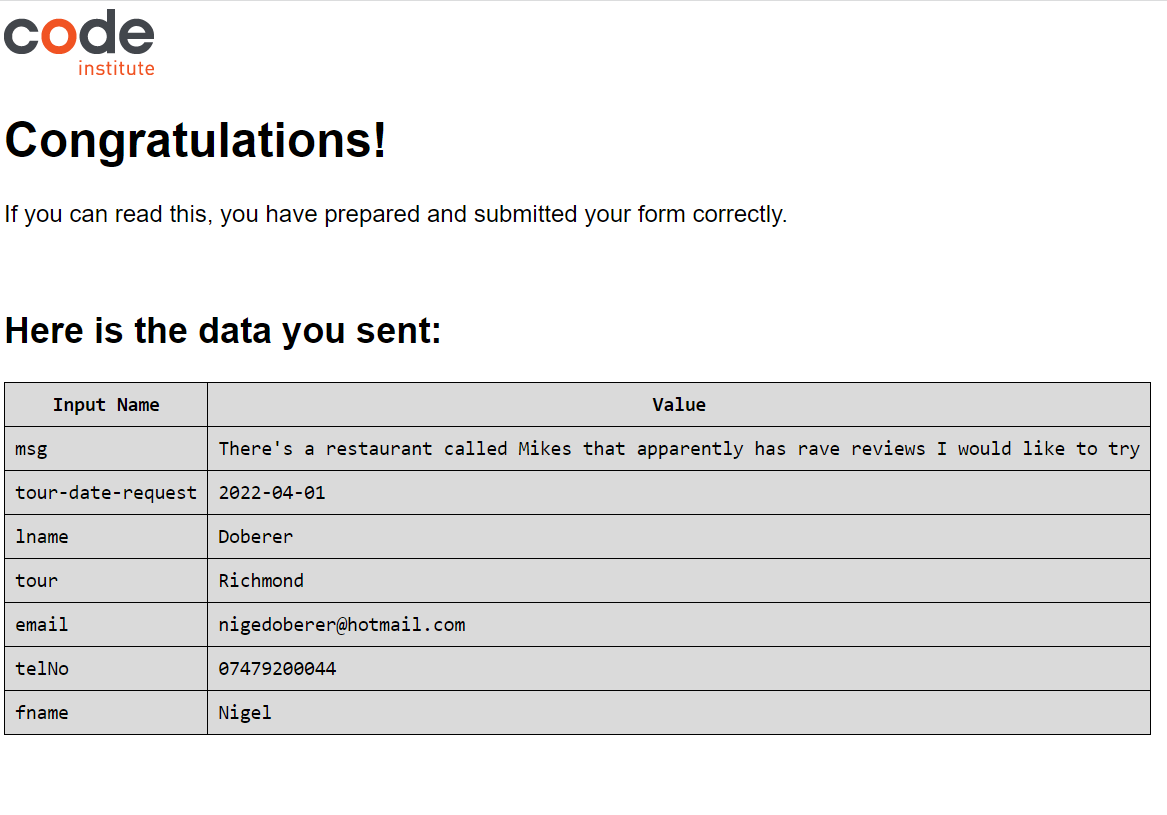 code
institute
Congratulations!
If you can read this, you have prepared and submitted your form correctly.
Here is the data you sent:
Input Name Value
msg There's a restaurant called Mikes that apparently has rave reviews I would like to try
tour-date-request 2022-04-01
lname Doberer
tour Richmond
email nigedoberer@hotmail.com
telNo 07479200044
fname Nigel